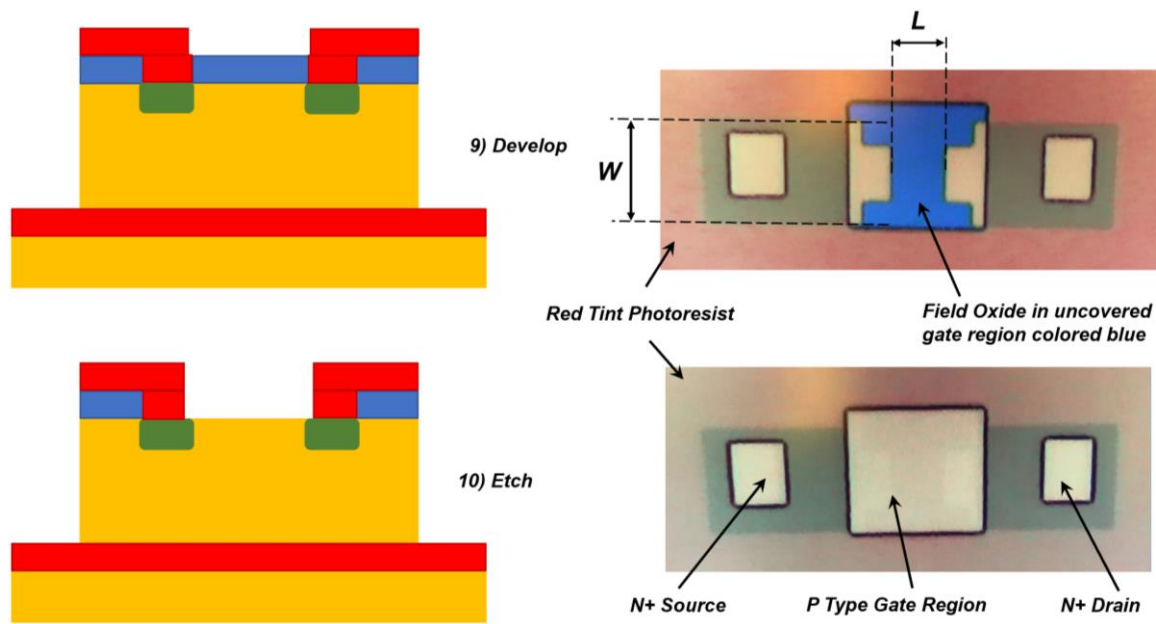 L
9) Develop
W
Red Tint Photoresist
Field Oxide in uncovered
gate region colored blue
10) Etch
N+ Source
P Type Gate Region
N+ Drain